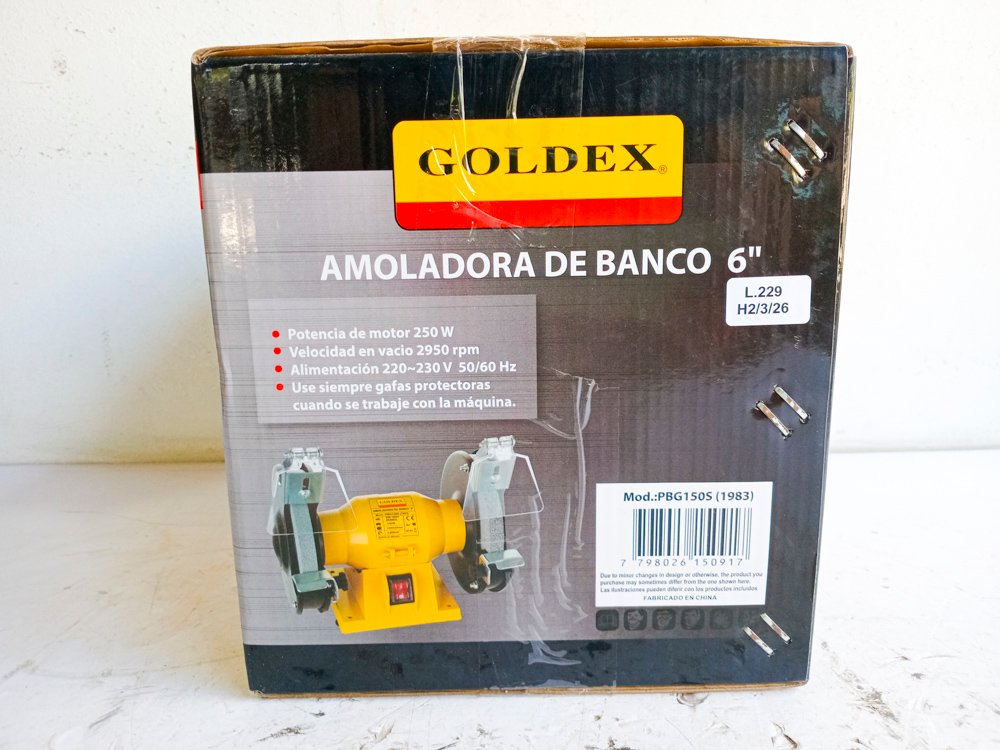 GOLDEX®
AMOLADORA DE BANCO 6"
L.229
H2/3/26
Potencia de motor 250 W
Velocidad en vacio 2950 rpm
Alimentación 220~230 V 50/60 Hz
Use siempre gafas protectoras
cuando se trabaje con la máquina.
GOLDEX
Mod.:PBG150S (1983)
7 798026 150917
Due to minor changes in design or otherwise, the product you
purchase may sometimes differ from the one shown here.
Las ilustraciones pueden diferir con los productos incluidos.
FABRICADO EN CHINA